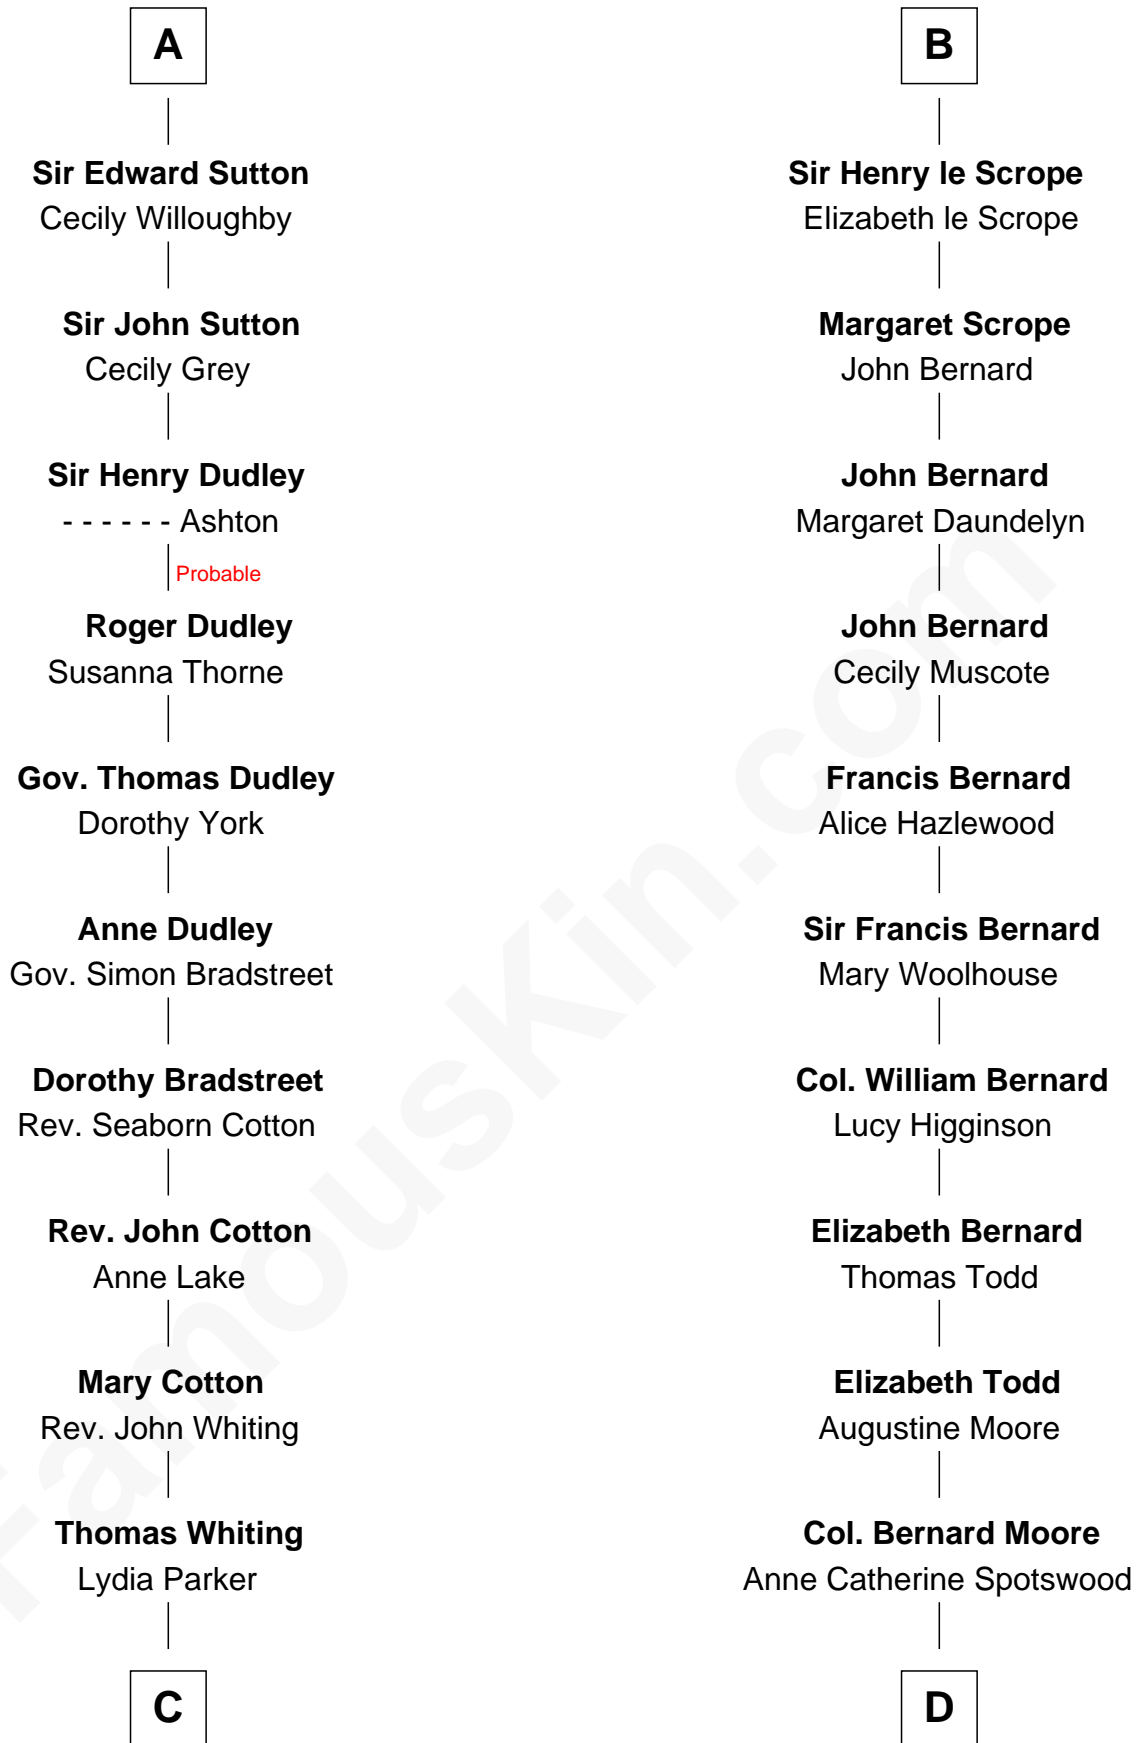 A
Sir Edward Sutton
Cecily Willoughby
Sir John Sutton
Cecily Grey
Sir Henry Dudley
- - - - - - Ashton
Probable
Roger Dudley
Susanna Thorne
Gov. Thomas Dudley
Dorothy York
Anne Dudley
Gov. Simon Bradstreet
Dorothy Bradstreet
Rev. Seaborn Cotton
Rev. John Cotton
Anne Lake
Mary Cotton
Rev. John Whiting
Thomas Whiting
Lydia Parker
C
B
Sir Henry le Scrope
Elizabeth le Scrope
Margaret Scrope
John Bernard
John Bernard
Margaret Daundelyn
John Bernard
Cecily Muscote
Francis Bernard
Alice Hazlewood
Sir Francis Bernard
Mary Woolhouse
Col. William Bernard
Lucy Higginson
Elizabeth Bernard
Thomas Todd
Elizabeth Todd
Augustine Moore
Col. Bernard Moore
Anne Catherine Spotswood
D
FamousKin.com